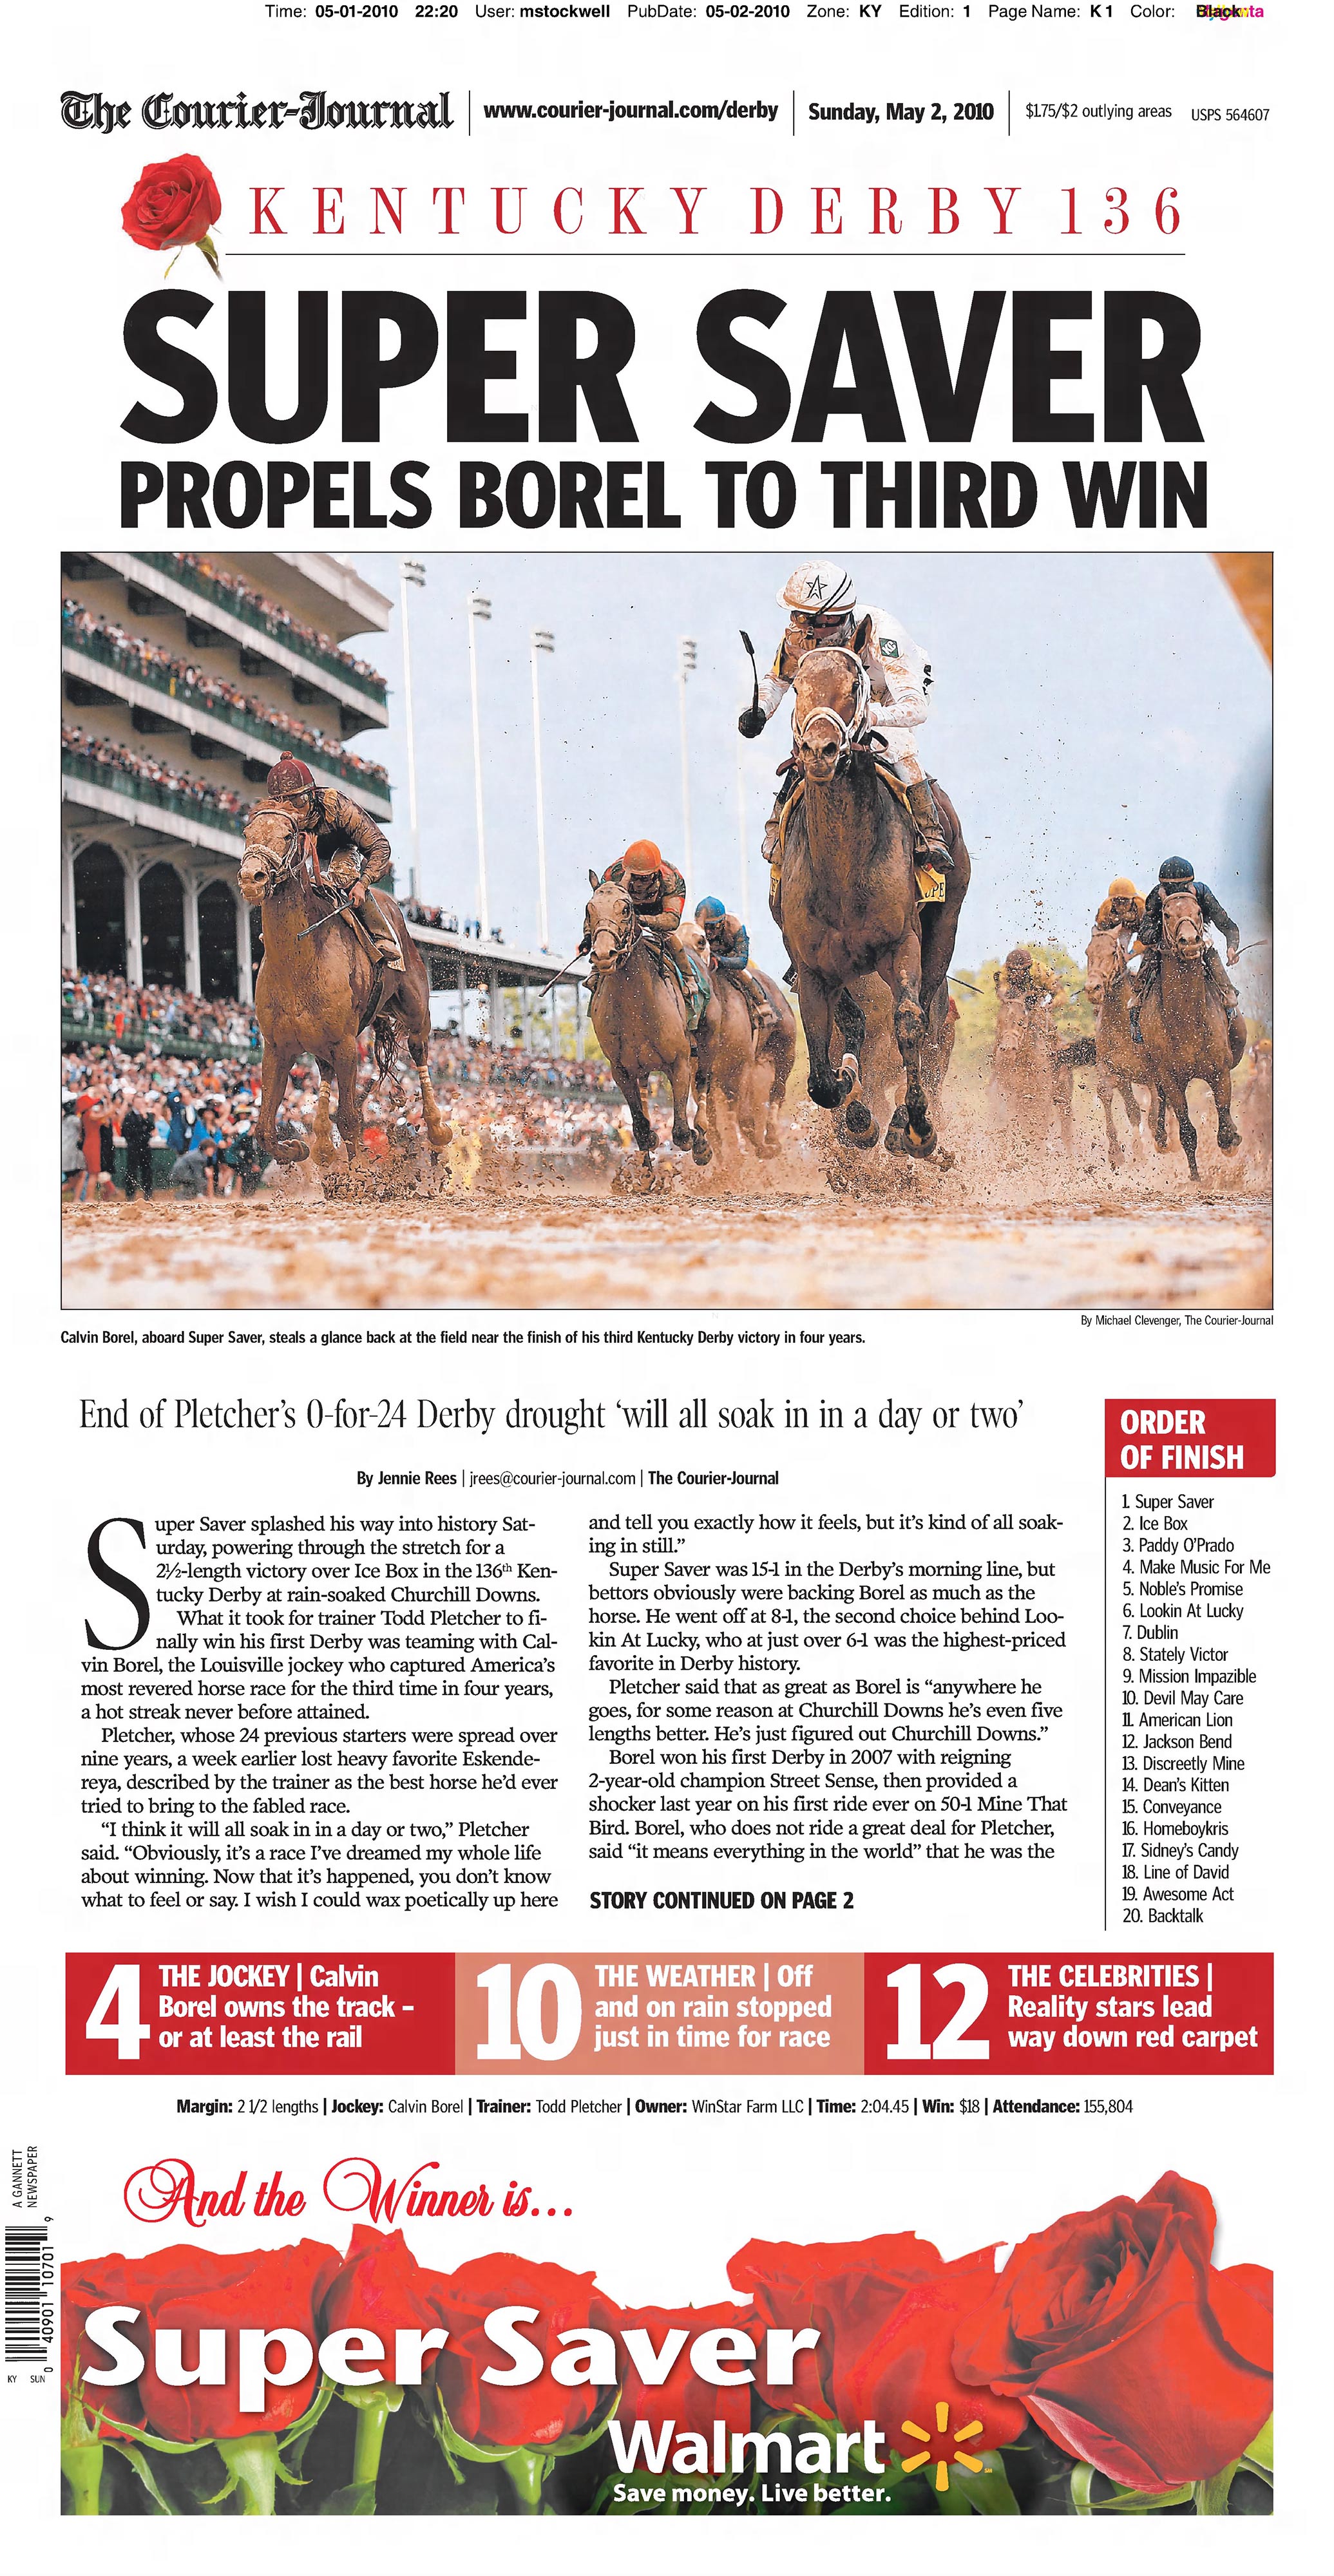 Time: 05-01-2010 22:20 User: mstockwell PubDate: 05-02-2010 Zone: KY Edition: 1 Page Name: K 1 Color: Black
The Courier-Journal
www.courier-journal.com/derby
Sunday, May 2, 2010
$1.75/$2 outlying areas
USPS 564607
KENTUCKY DERBY 136
SUPER SAVER
PROPELS BOREL TO THIRD WIN
By Michael Clevenger, The Courier-Journal
Calvin Borel, aboard Super Saver, steals a glance back at the field near the finish of his third Kentucky Derby victory in four years.
End of Pletcher’s 0-for-24 Derby drought ‘will all soak in in a day or two’
By Jennie Rees | jrees@courier-journal.com | The Courier-Journal
Super Saver splashed his way into history Sat-
urday, powering through the stretch for a
2½-length victory over Ice Box in the 136th Ken-
tucky Derby at rain-soaked Churchill Downs.
What it took for trainer Todd Pletcher to fi-
nally win his first Derby was teaming with Cal-
vin Borel, the Louisville jockey who captured America’s
most revered horse race for the third time in four years,
a hot streak never before attained.
Pletcher, whose 24 previous starters were spread over
nine years, a week earlier lost heavy favorite Eskende-
reya, described by the trainer as the best horse he’d ever
tried to bring to the fabled race.
“I think it will all soak in in a day or two,” Pletcher
said. “Obviously, it’s a race I’ve dreamed my whole life
about winning. Now that it’s happened, you don’t know
what to feel or say. I wish I could wax poetically up here
and tell you exactly how it feels, but it’s kind of all soak-
ing in still.”
Super Saver was 15-1 in the Derby’s morning line, but
bettors obviously were backing Borel as much as the
horse. He went off at 8-1, the second choice behind Loo-
kin At Lucky, who at just over 6-1 was the highest-priced
favorite in Derby history.
Pletcher said that as great as Borel is “anywhere he
goes, for some reason at Churchill Downs he’s even five
lengths better. He’s just figured out Churchill Downs.”
Borel won his first Derby in 2007 with reigning
2-year-old champion Street Sense, then provided a
shocker last year on his first ride ever on 50-1 Mine That
Bird. Borel, who does not ride a great deal for Pletcher,
said “it means everything in the world” that he was the
STORY CONTINUED ON PAGE 2
ORDER
OF FINISH
1. Super Saver
2. Ice Box
3. Paddy O’Prado
4. Make Music For Me
5. Noble’s Promise
6. Lookin At Lucky
7. Dublin
8. Stately Victor
9. Mission Impazible
10. Devil May Care
11. American Lion
12. Jackson Bend
13. Discreetly Mine
14. Dean’s Kitten
15. Conveyance
16. Homeboykris
17. Sidney’s Candy
18. Line of David
19. Awesome Act
20. Backtalk
4
THE JOCKEY | Calvin
Borel owns the track –
or at least the rail
10
THE WEATHER | Off
and on rain stopped
just in time for race
12
THE CELEBRITIES |
Reality stars lead
way down red carpet
Margin: 2 1/2 lengths | Jockey: Calvin Borel | Trainer: Todd Pletcher | Owner: WinStar Farm LLC | Time: 2:04.45 | Win: $18 | Attendance: 155,804
A GANNETT
NEWSPAPER
0 40901 10701 9
KY SUN
And the Winner is...
Super Saver
Walmart
Save money. Live better.